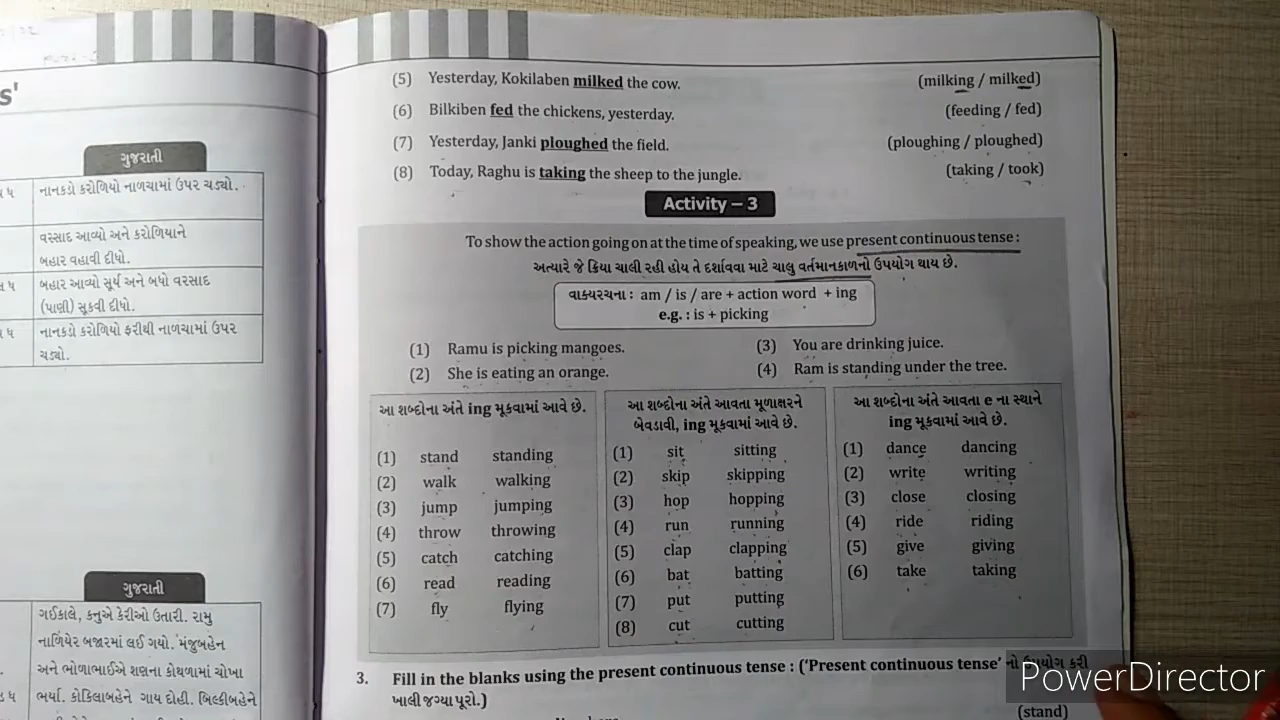 s'
ગુજરાતી
નાનકડો કરોળિયો નાળચામાં ઉપર ચડ્યો.
વરસાદ આવ્યો અને કરોળિયાને
બહાર વહાવી દીધો.
બહાર આવ્યો સૂર્ય અને બધો વરસાદ
(પાણી) સૂકવી દીધો.
નાનકડો કરોળિયો ફરીથી નાળચામાં ઉપર
ચડ્યો.
ગુજરાતી
ગઈકાલે, કનુએ કેરીઓ ઉતારી. રામુ
નાળિયેર બજારમાં લઈ ગયો. મંજુબહેન
અને ભોળાભાઈએ શણના કોથળામાં ચોખા
ભર્યા. કોકિલાબહેને ગાય દોહી. બિલ્કીબહેને
(5) Yesterday, Kokilaben milked the cow. (milking / milked)
(6) Bilkiben fed the chickens, yesterday. (feeding / fed)
(7) Yesterday, Janki ploughed the field. (ploughing / ploughed)
(8) Today, Raghu is taking the sheep to the jungle. (taking / took)
Activity – 3
To show the action going on at the time of speaking, we use present continuous tense :
અત્યારે જે ક્રિયા ચાલી રહી હોય તે દર્શાવવા માટે ચાલુ વર્તમાનકાળનો ઉપયોગ થાય છે.
વાક્યરચના : am / is / are + action word + ing
e.g. : is + picking
(1) Ramu is picking mangoes. (3) You are drinking juice.
(2) She is eating an orange. (4) Ram is standing under the tree.
આ શબ્દોના અંતે ing મૂકવામાં આવે છે.
(1) stand standing
(2) walk walking
(3) jump jumping
(4) throw throwing
(5) catch catching
(6) read reading
(7) fly flying
આ શબ્દોના અંતે આવતા મૂળાક્ષરને
બેવડાવી, ing મૂકવામાં આવે છે.
(1) sit sitting
(2) skip skipping
(3) hop hopping
(4) run running
(5) clap clapping
(6) bat batting
(7) put putting
(8) cut cutting
આ શબ્દોના અંતે આવતા e ના સ્થાને
ing મૂકવામાં આવે છે.
(1) dance dancing
(2) write writing
(3) close closing
(4) ride riding
(5) give giving
(6) take taking
3. Fill in the blanks using the present continuous tense : ('Present continuous tense' નો ઉપયોગ કરી
ખાલી જગ્યા પૂરો.)
(stand)
PowerDirector